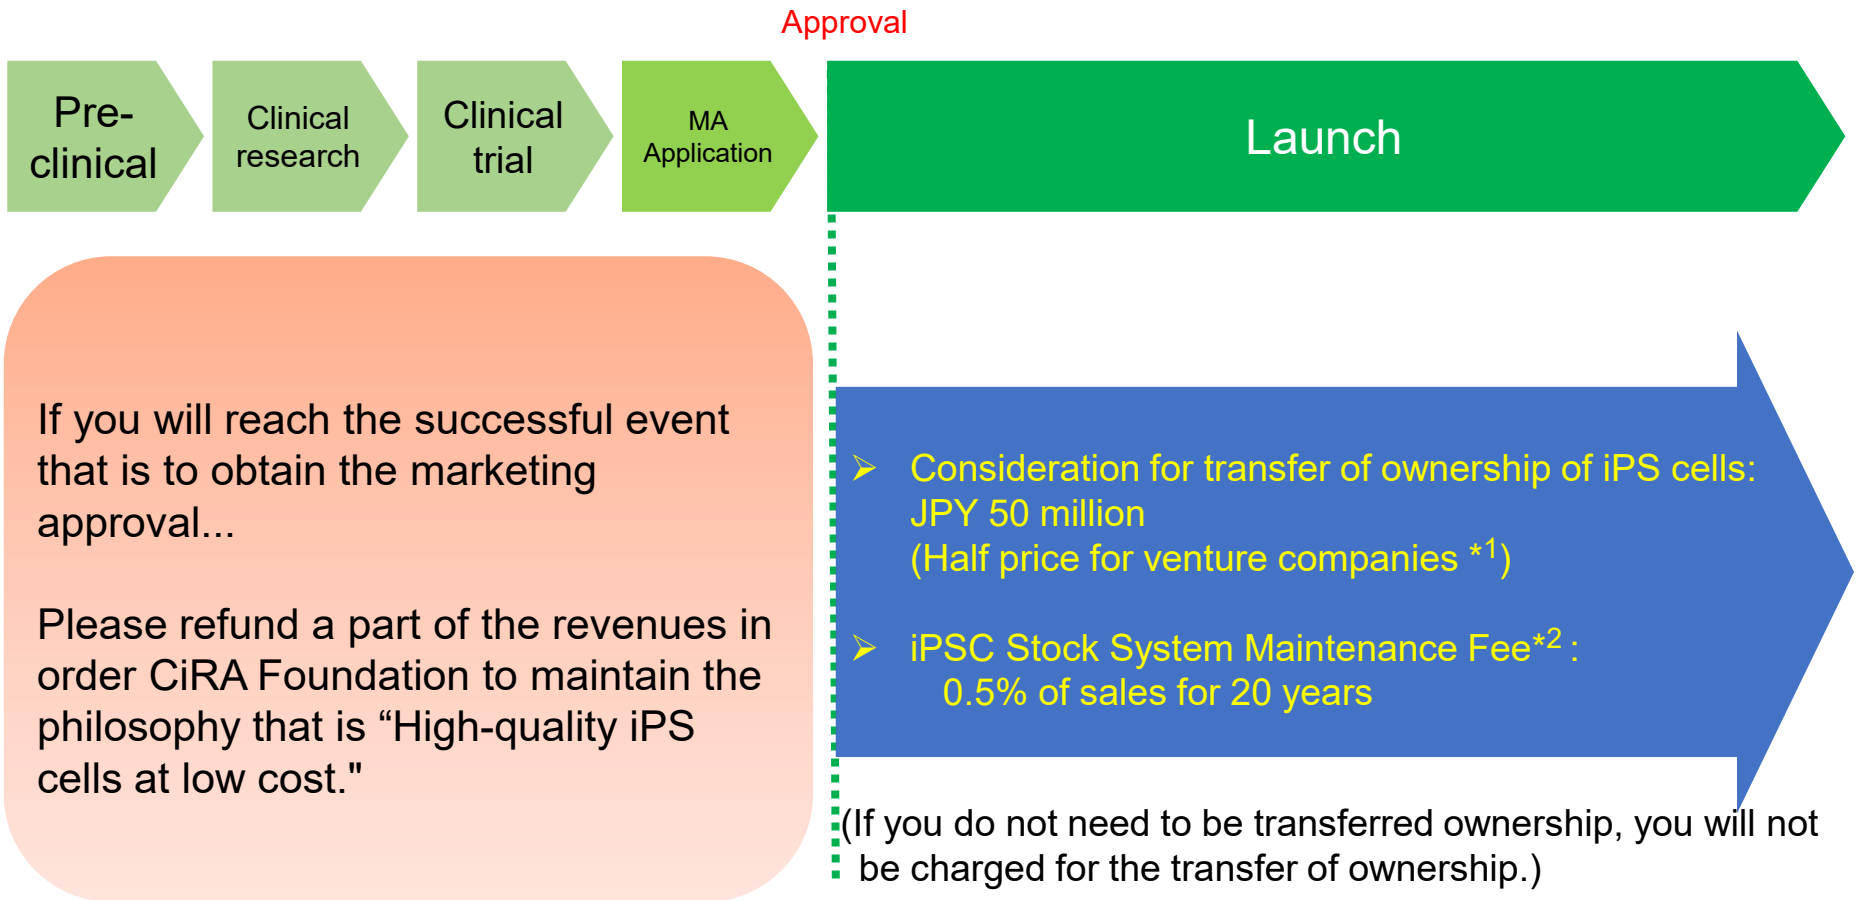 Approval
Pre-
clinical
Clinical
research
Clinical
trial
MA
Application
Launch
If you will reach the successful event
that is to obtain the marketing
approval...
Please refund a part of the revenues in
order CiRA Foundation to maintain the
philosophy that is “High-quality iPS
cells at low cost."
➢ Consideration for transfer of ownership of iPS cells:
JPY 50 million
(Half price for venture companies *1)
➢ iPSC Stock System Maintenance Fee*2 :
0.5% of sales for 20 years
(If you do not need to be transferred ownership, you will not
be charged for the transfer of ownership.)